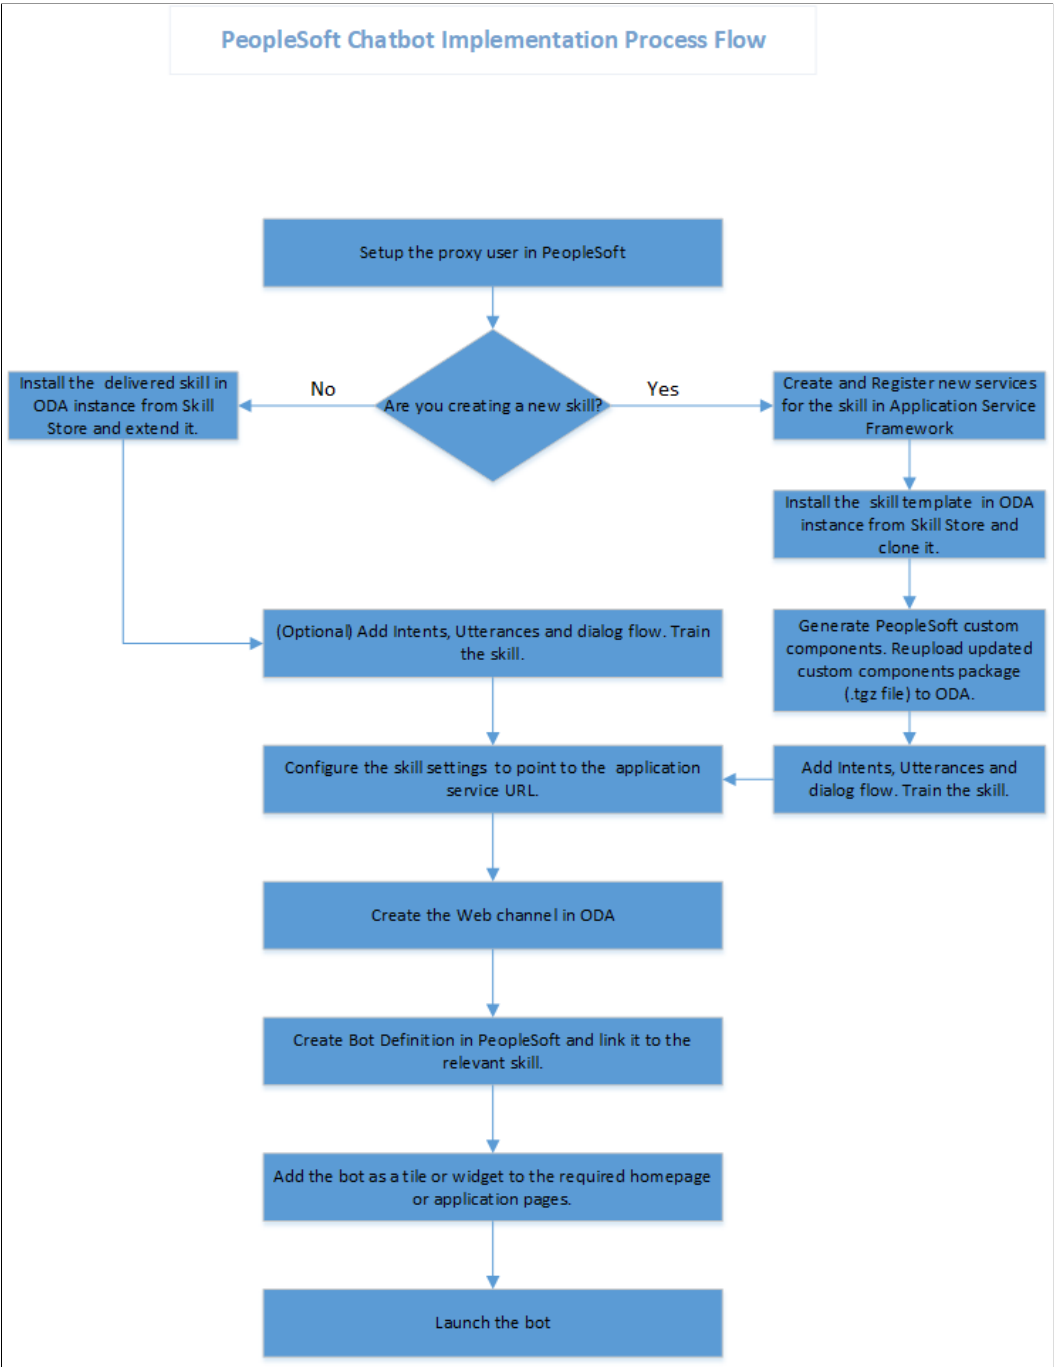 PeopleSoft Chatbot Implementation Process Flow
Setup the proxy user in PeopleSoft
Are you creating a new skill?
No
Yes
Install the delivered skill in
ODA instance from Skill
Store and extend it.
Create and Register new services
for the skill in Application Service
Framework
Install the skill template in ODA
instance from Skill Store and
clone it.
Generate PeopleSoft custom
components. Reupload updated
custom components package
(.tgz file) to ODA.
Add Intents, Utterances and
dialog flow. Train the skill.
(Optional) Add Intents, Utterances and dialog flow. Train
the skill.
Configure the skill settings to point to the application
service URL.
Create the Web channel in ODA
Create Bot Definition in PeopleSoft and link it to the
relevant skill.
Add the bot as a tile or widget to the required homepage
or application pages.
Launch the bot